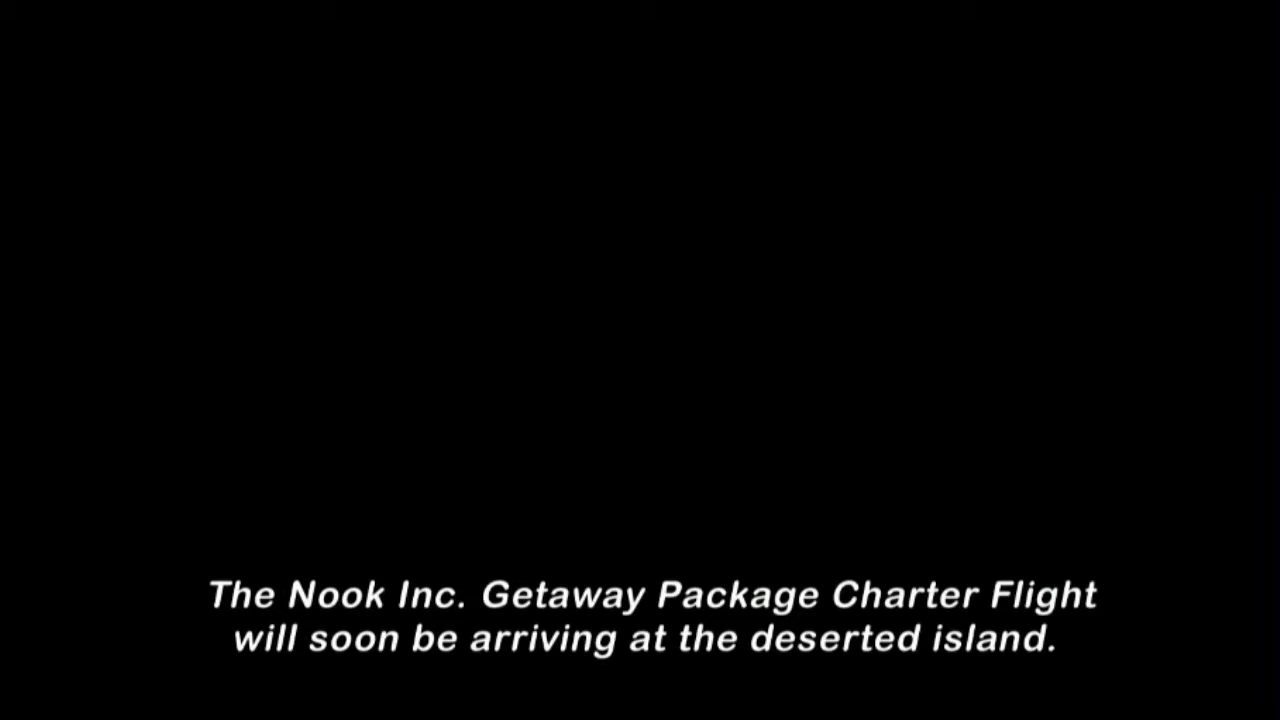 The Nook Inc. Getaway Package Charter Flight
will soon be arriving at the deserted island.